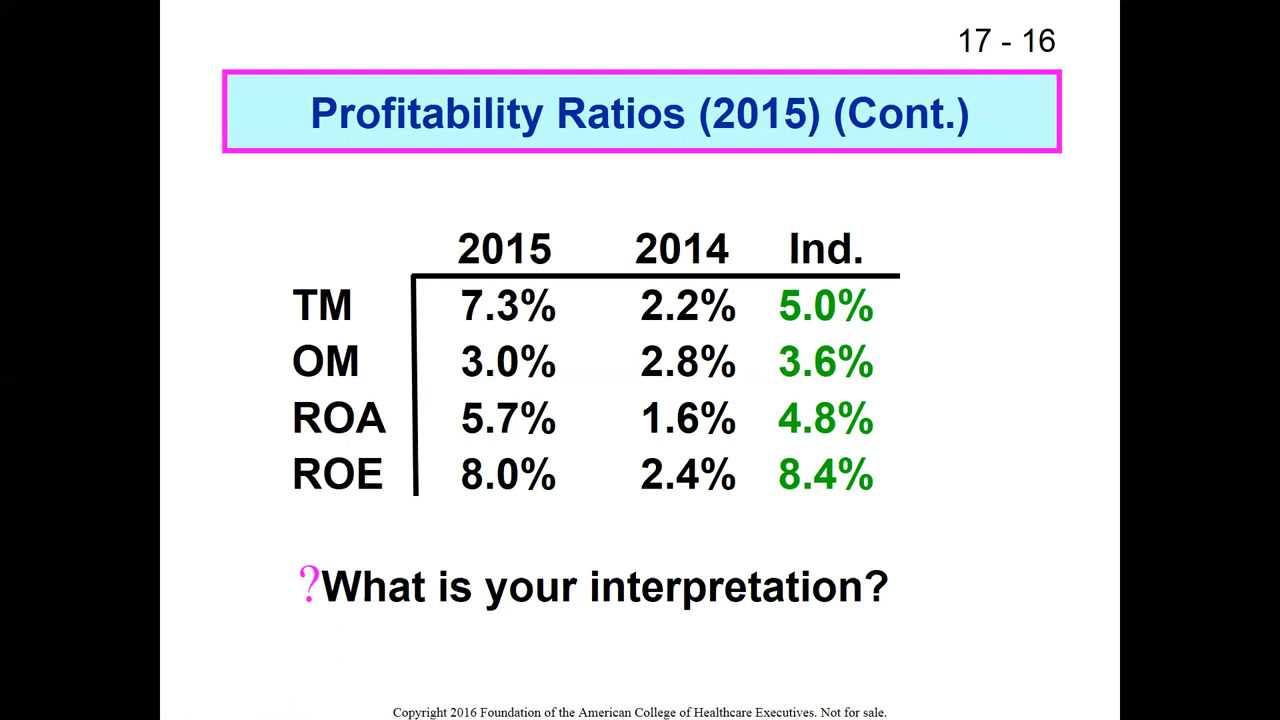 17 - 16
Profitability Ratios (2015) (Cont.)
2015 2014 Ind.
TM 7.3% 2.2% 5.0%
OM 3.0% 2.8% 3.6%
ROA 5.7% 1.6% 4.8%
ROE 8.0% 2.4% 8.4%
?What is your interpretation?
Copyright 2016 Foundation of the American College of Healthcare Executives. Not for sale.